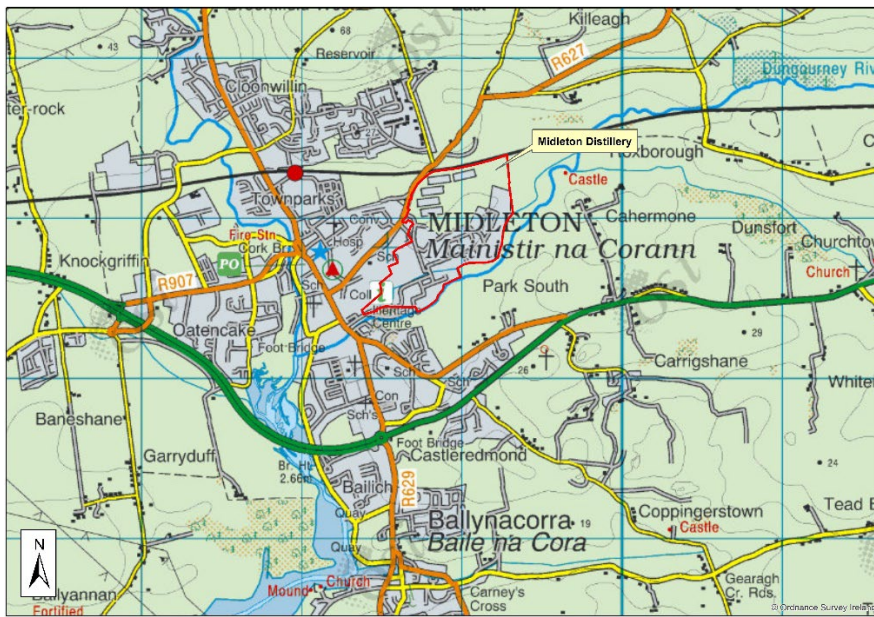 Killeagh
68
43
Reservoir
R627
Cloonwillin
Dungourney Riv
ter-rock
27
Midleton Distillery
Roxborough
Castle
Townparks
Conv
MIDLETON
Cahermone
Dunsfort
Mainistir na Corann
Fire Stn
Cork Br
Hosp
Sch
Churchto
Knockgriffin
PO
Church
R907
Sch
Coll
Park South
Heritage
Centre
Oatencake
Foot Bridge
29
Carrigshane
26
Sch
Sch
White
Con
Baneshane
Sch's
Foot Bridge
Garryduff
Castleredmond
24
Br. Ht.
2.66m
Bailich
R629
Coppingerstown
Tead E
Quay
Ballynacorra
19
Castle
Baile na Cora
N
Quay
Mound
Church
Carney's
Cross
Gearagh
Cr. Rds.
Ballyannan
Fortified
© Ordnance Survey Ireland